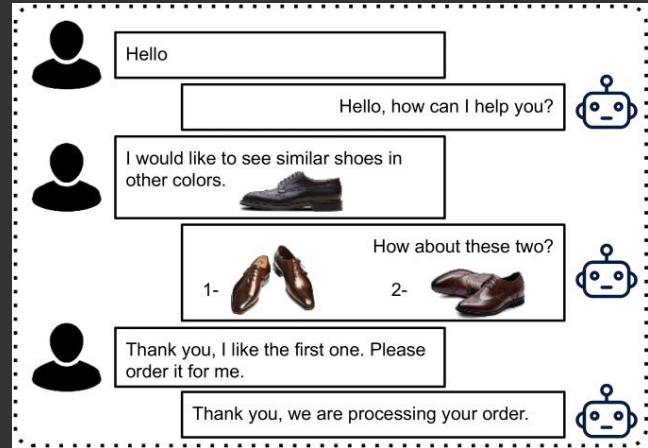 Hello
Hello, how can I help you?
I would like to see similar shoes in
other colors.
How about these two?
1-
2-
Thank you, I like the first one. Please
order it for me.
Thank you, we are processing your order.